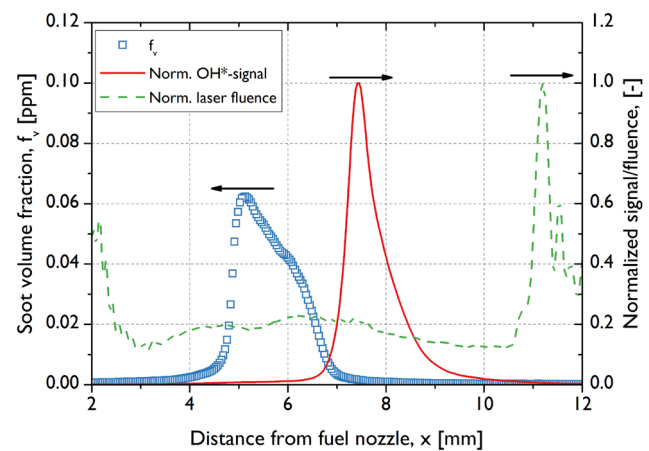 0.12
0.10
0.08
0.06
0.04
0.02
0.00
Soot volume fraction, fv [ppm]
fv
Norm. OH*-signal
Norm. laser fluence
1.2
1.0
0.8
0.6
0.4
0.2
0.0
Normalized signal/fluence, [-]
2 4 6 8 10 12
Distance from fuel nozzle, x [mm]